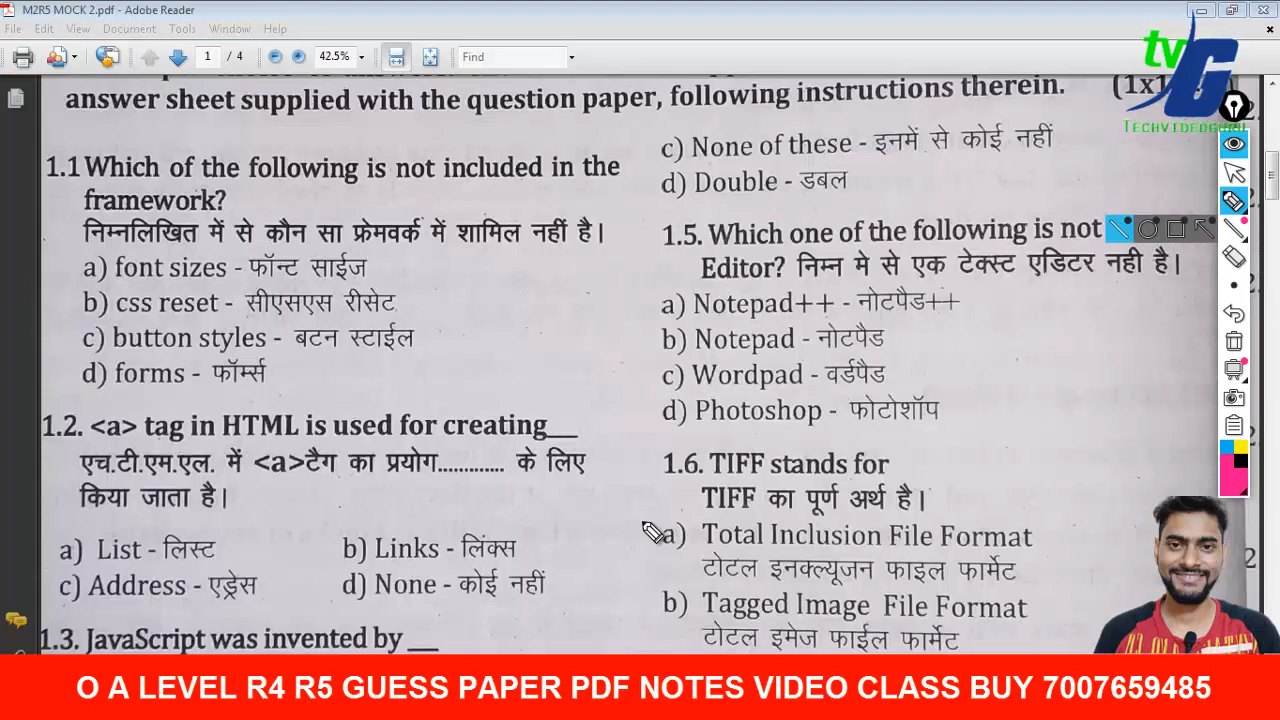 M2R5 MOCK 2.pdf - Adobe Reader
File Edit View Document Tools Window Help
1 / 4 42.5% Find
answer sheet supplied with the question paper, following instructions therein.
tv G
TECHVIDEOGURU
1.1 Which of the following is not included in the
framework?
निम्नलिखित में से कौन सा फ्रेमवर्क में शामिल नहीं है।
a) font sizes - फॉन्ट साईज
b) css reset - सीएसएस रीसेट
c) button styles - बटन स्टाईल
d) forms - फॉर्म्स
1.2. <a> tag in HTML is used for creating__
एच.टी.एम.एल. में <a>टैग का प्रयोग............. के लिए
किया जाता है।
a) List - लिस्ट b) Links - लिंक्स
c) Address - एड्रेस d) None - कोई नहीं
1.3. JavaScript was invented by __
c) None of these - इनमें से कोई नहीं
d) Double - डबल
1.5. Which one of the following is not
Editor? निम्न मे से एक टेक्स्ट एडिटर नही है।
a) Notepad++ - नोटपैड++
b) Notepad - नोटपैड
c) Wordpad - वर्डपैड
d) Photoshop - फोटोशॉप
1.6. TIFF stands for
TIFF का पूर्ण अर्थ है।
a) Total Inclusion File Format
टोटल इनक्ल्यूजन फाइल फार्मेट
b) Tagged Image File Format
टोटल इमेज फाईल फार्मेट
O A LEVEL R4 R5 GUESS PAPER PDF NOTES VIDEO CLASS BUY 7007659485